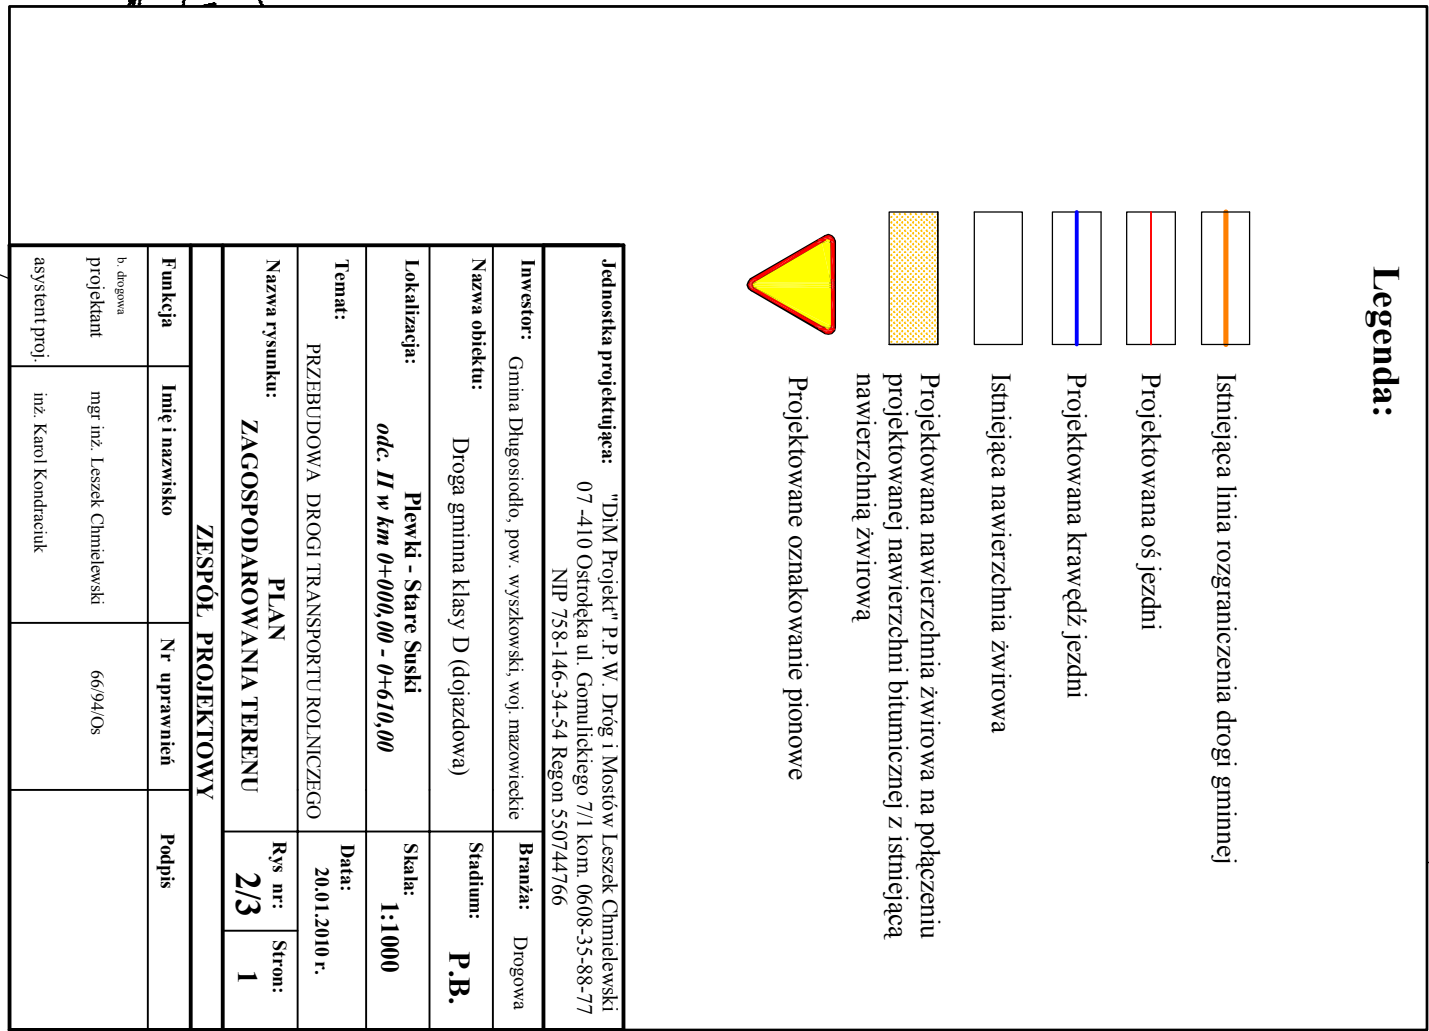 Legenda:
Istniejąca linia rozgraniczenia drogi gminnej
Projektowana oś jezdni
Projektowana krawędź jezdni
Istniejąca nawierzchnia żwirowa
Projektowana nawierzchnia żwirowa na połączeniu
projektowanej nawierzchni bitumicznej z istniejącą
nawierzchnią żwirową
Projektowane oznakowanie pionowe
Jednostka projektująca: "DiM Projekt" P.P.W. Dróg i Mostów Leszek Chmielewski
07 -410 Ostrołęka ul. Gomulickiego 7/1 kom. 0608-35-88-77
NIP 758-146-34-54 Regon 550744766
Inwestor: Gmina Długosiodło, pow. wyszkowski, woj. mazowieckie
Branża: Drogowa
Nazwa obiektu: Droga gminna klasy D (dojazdowa)
Stadium: P.B.
Lokalizacja: Plewki - Stare Suski
odc. II w km 0+000,00 - 0+610,00
Skala: 1:1000
Temat:
PRZEBUDOWA DROGI TRANSPORTU ROLNICZEGO
Data:
20.01.2010 r.
Nazwa rysunku: PLAN
ZAGOSPODAROWANIA TERENU
Rys nr: 2/3
Stron: 1
ZESPÓŁ PROJEKTOWY
Funkcja Imię i nazwisko Nr uprawnień Podpis
b. drogowa
projektant mgr inż. Leszek Chmielewski 66/94/Os
asystent proj. inż. Karol Kondraciuk